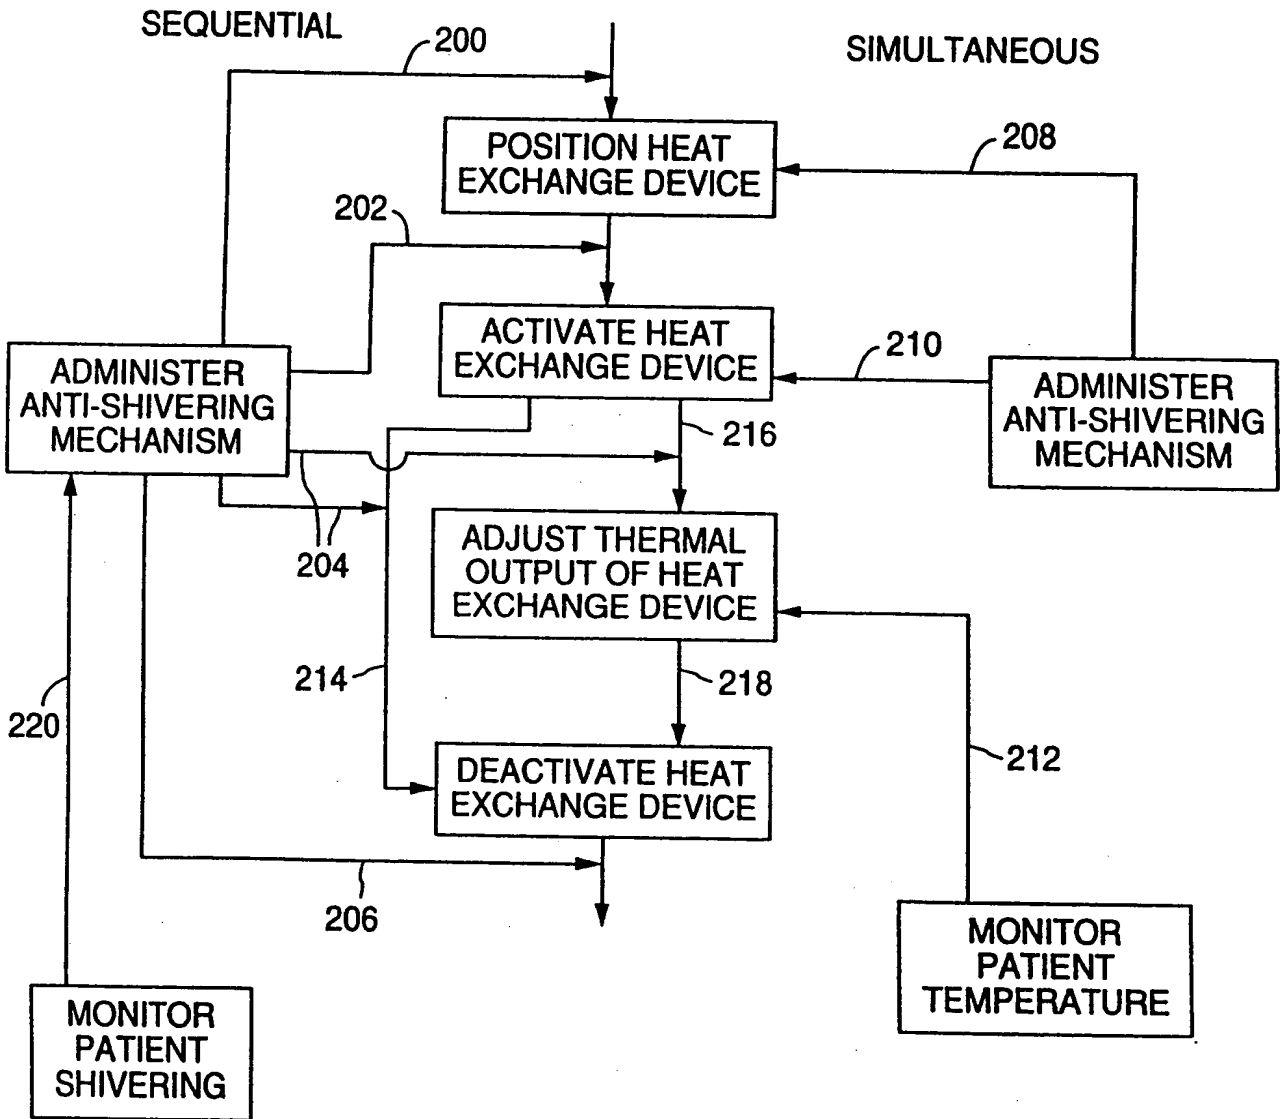 SEQUENTIAL
200
SIMULTANEOUS
POSITION HEAT
EXCHANGE DEVICE
208
202
ACTIVATE HEAT
EXCHANGE DEVICE
210
ADMINISTER
ANTI-SHIVERING
MECHANISM
ADMINISTER
ANTI-SHIVERING
MECHANISM
216
204
ADJUST THERMAL
OUTPUT OF HEAT
EXCHANGE DEVICE
214
218
220
212
DEACTIVATE HEAT
EXCHANGE DEVICE
206
MONITOR
PATIENT
TEMPERATURE
MONITOR
PATIENT
SHIVERING